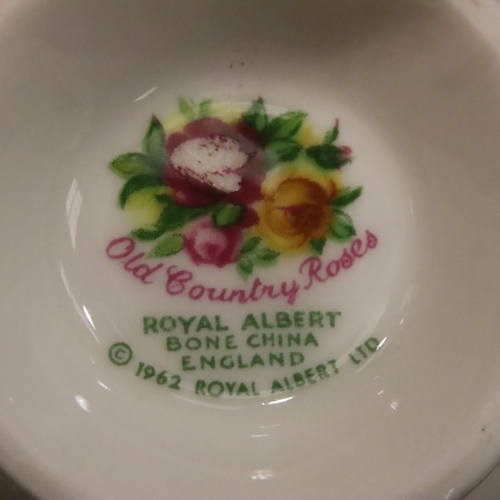 Old Country Roses
ROYAL ALBERT
BONE CHINA
ENGLAND
© 1962 ROYAL ALBERT LTD